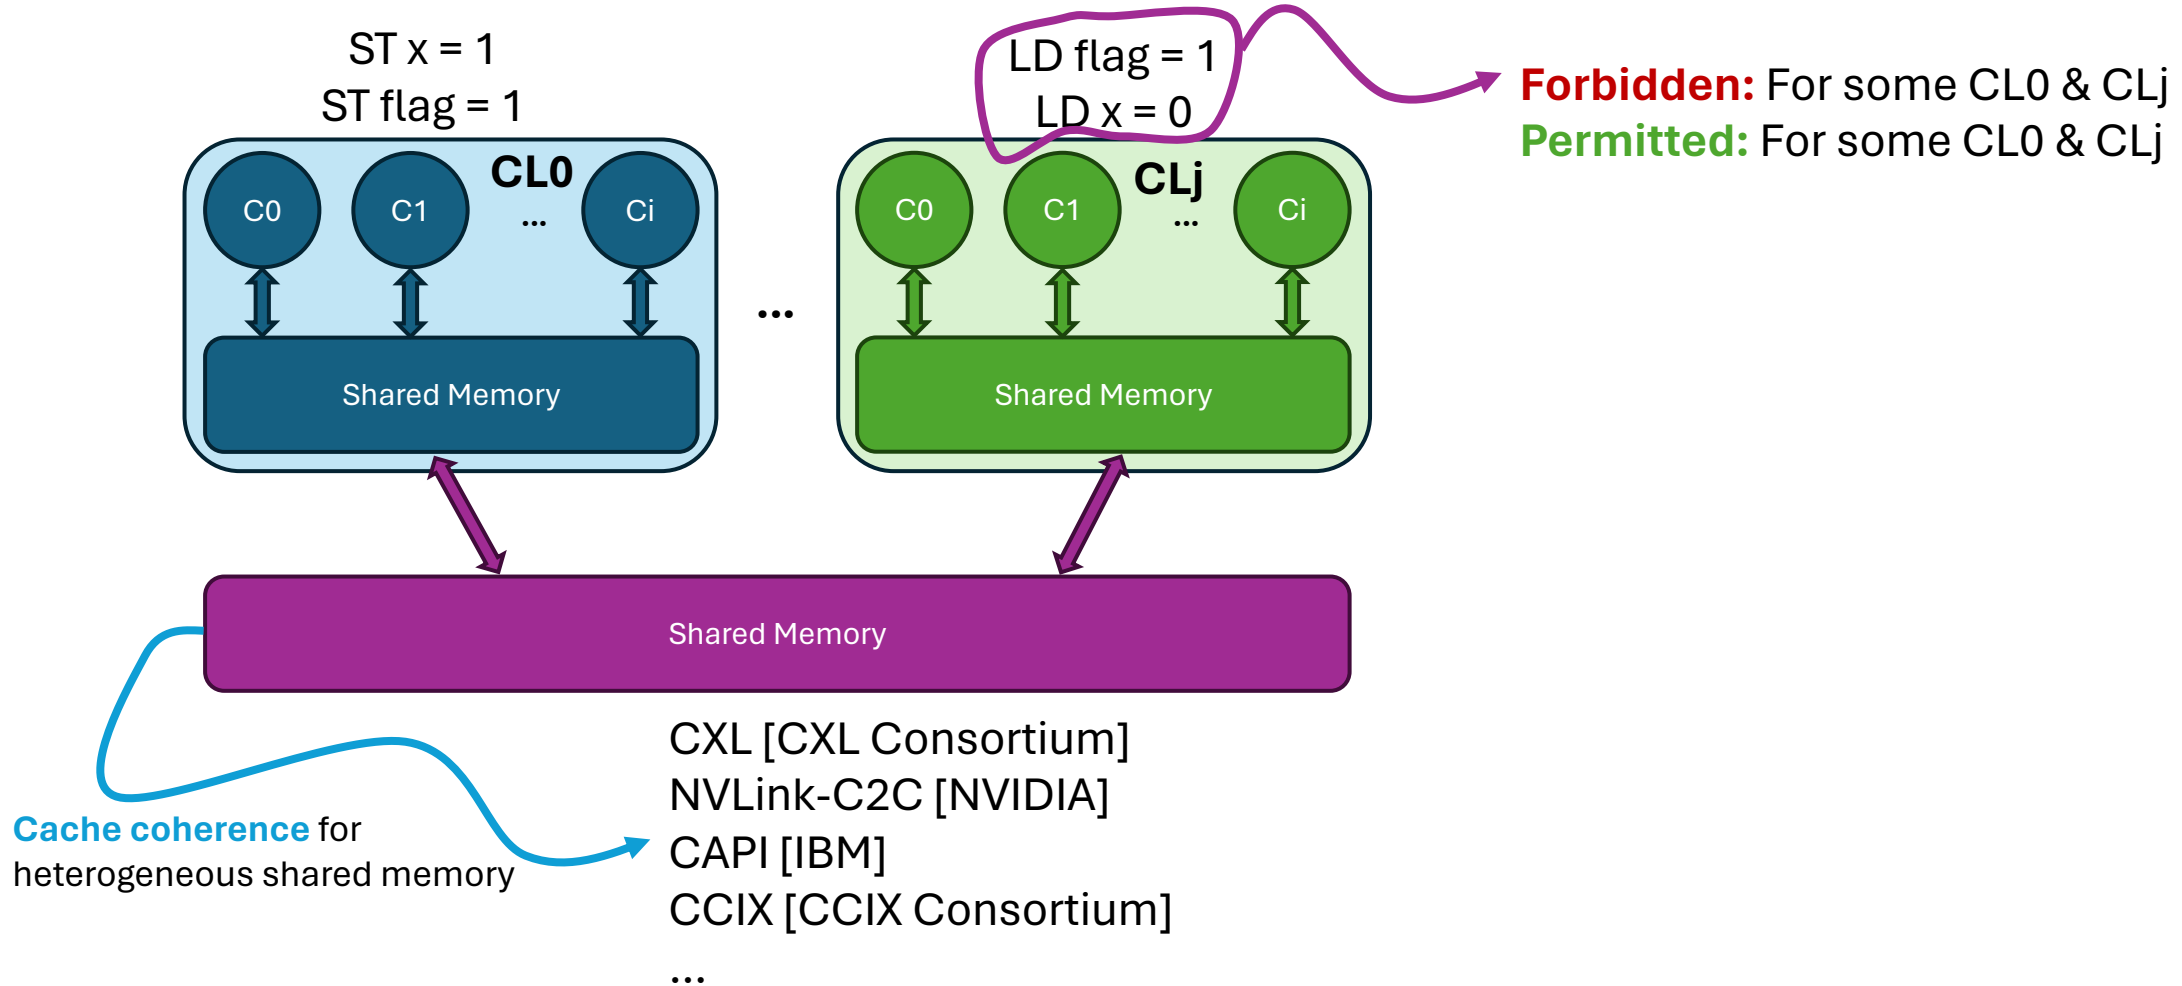 ST x = 1
ST flag = 1
LD flag = 1
LD x = 0
Forbidden: For some CL0 & CLj
Permitted: For some CL0 & CLj
CL0
C0
C1
...
Ci
CLj
C0
C1
...
Ci
...
Shared Memory
Shared Memory
Shared Memory
Cache coherence for
heterogeneous shared memory
CXL [CXL Consortium]
NVLink-C2C [NVIDIA]
CAPI [IBM]
CCIX [CCIX Consortium]
...